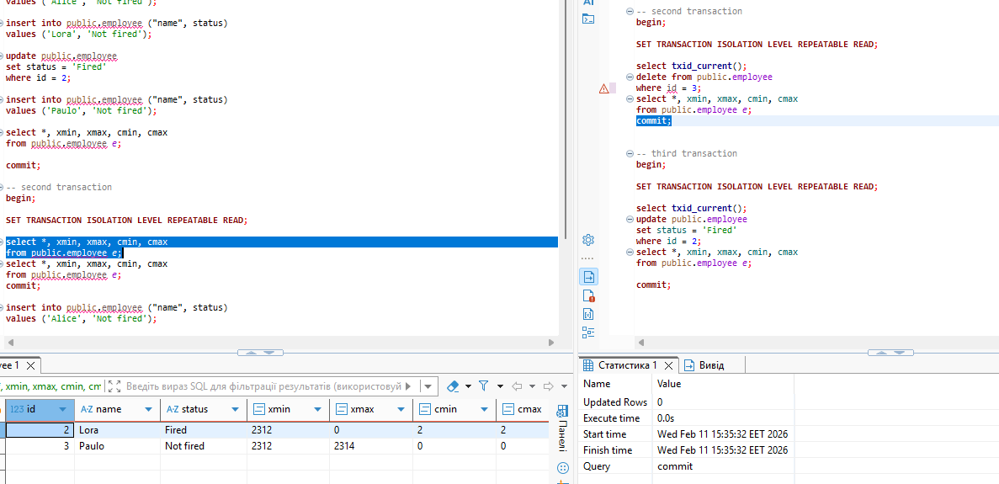 values ('Alice', 'Not fired');
insert into public.employee ("name", status)
values ('Lora', 'Not fired');
update public.employee
set status = 'Fired'
where id = 2;
insert into public.employee ("name", status)
values ('Paulo', 'Not fired');
select *, xmin, xmax, cmin, cmax
from public.employee e;
commit;
-- second transaction
begin;
SET TRANSACTION ISOLATION LEVEL REPEATABLE READ;
select *, xmin, xmax, cmin, cmax
from public.employee e;
select *, xmin, xmax, cmin, cmax
from public.employee e;
commit;
insert into public.employee ("name", status)
values ('Alice', 'Not fired');
AI
-- second transaction
begin;
SET TRANSACTION ISOLATION LEVEL REPEATABLE READ;
select txid_current();
delete from public.employee
where id = 3;
select *, xmin, xmax, cmin, cmax
from public.employee e;
commit;
-- third transaction
begin;
SET TRANSACTION ISOLATION LEVEL REPEATABLE READ;
select txid_current();
update public.employee
set status = 'Fired'
where id = 2;
select *, xmin, xmax, cmin, cmax
from public.employee e;
commit;
ee 1
, xmin, xmax, cmin, cm Введіть вираз SQL для фільтрації результатів (використовуй
123 id A-Z name A-Z status xmin xmax cmin cmax
2 Lora Fired 2312 0 2 2
3 Paulo Not fired 2312 2314 0 0
Панелі
Статистика 1 Вивід
Name Value
Updated Rows 0
Execute time 0.0s
Start time Wed Feb 11 15:35:32 EET 2026
Finish time Wed Feb 11 15:35:32 EET 2026
Query commit